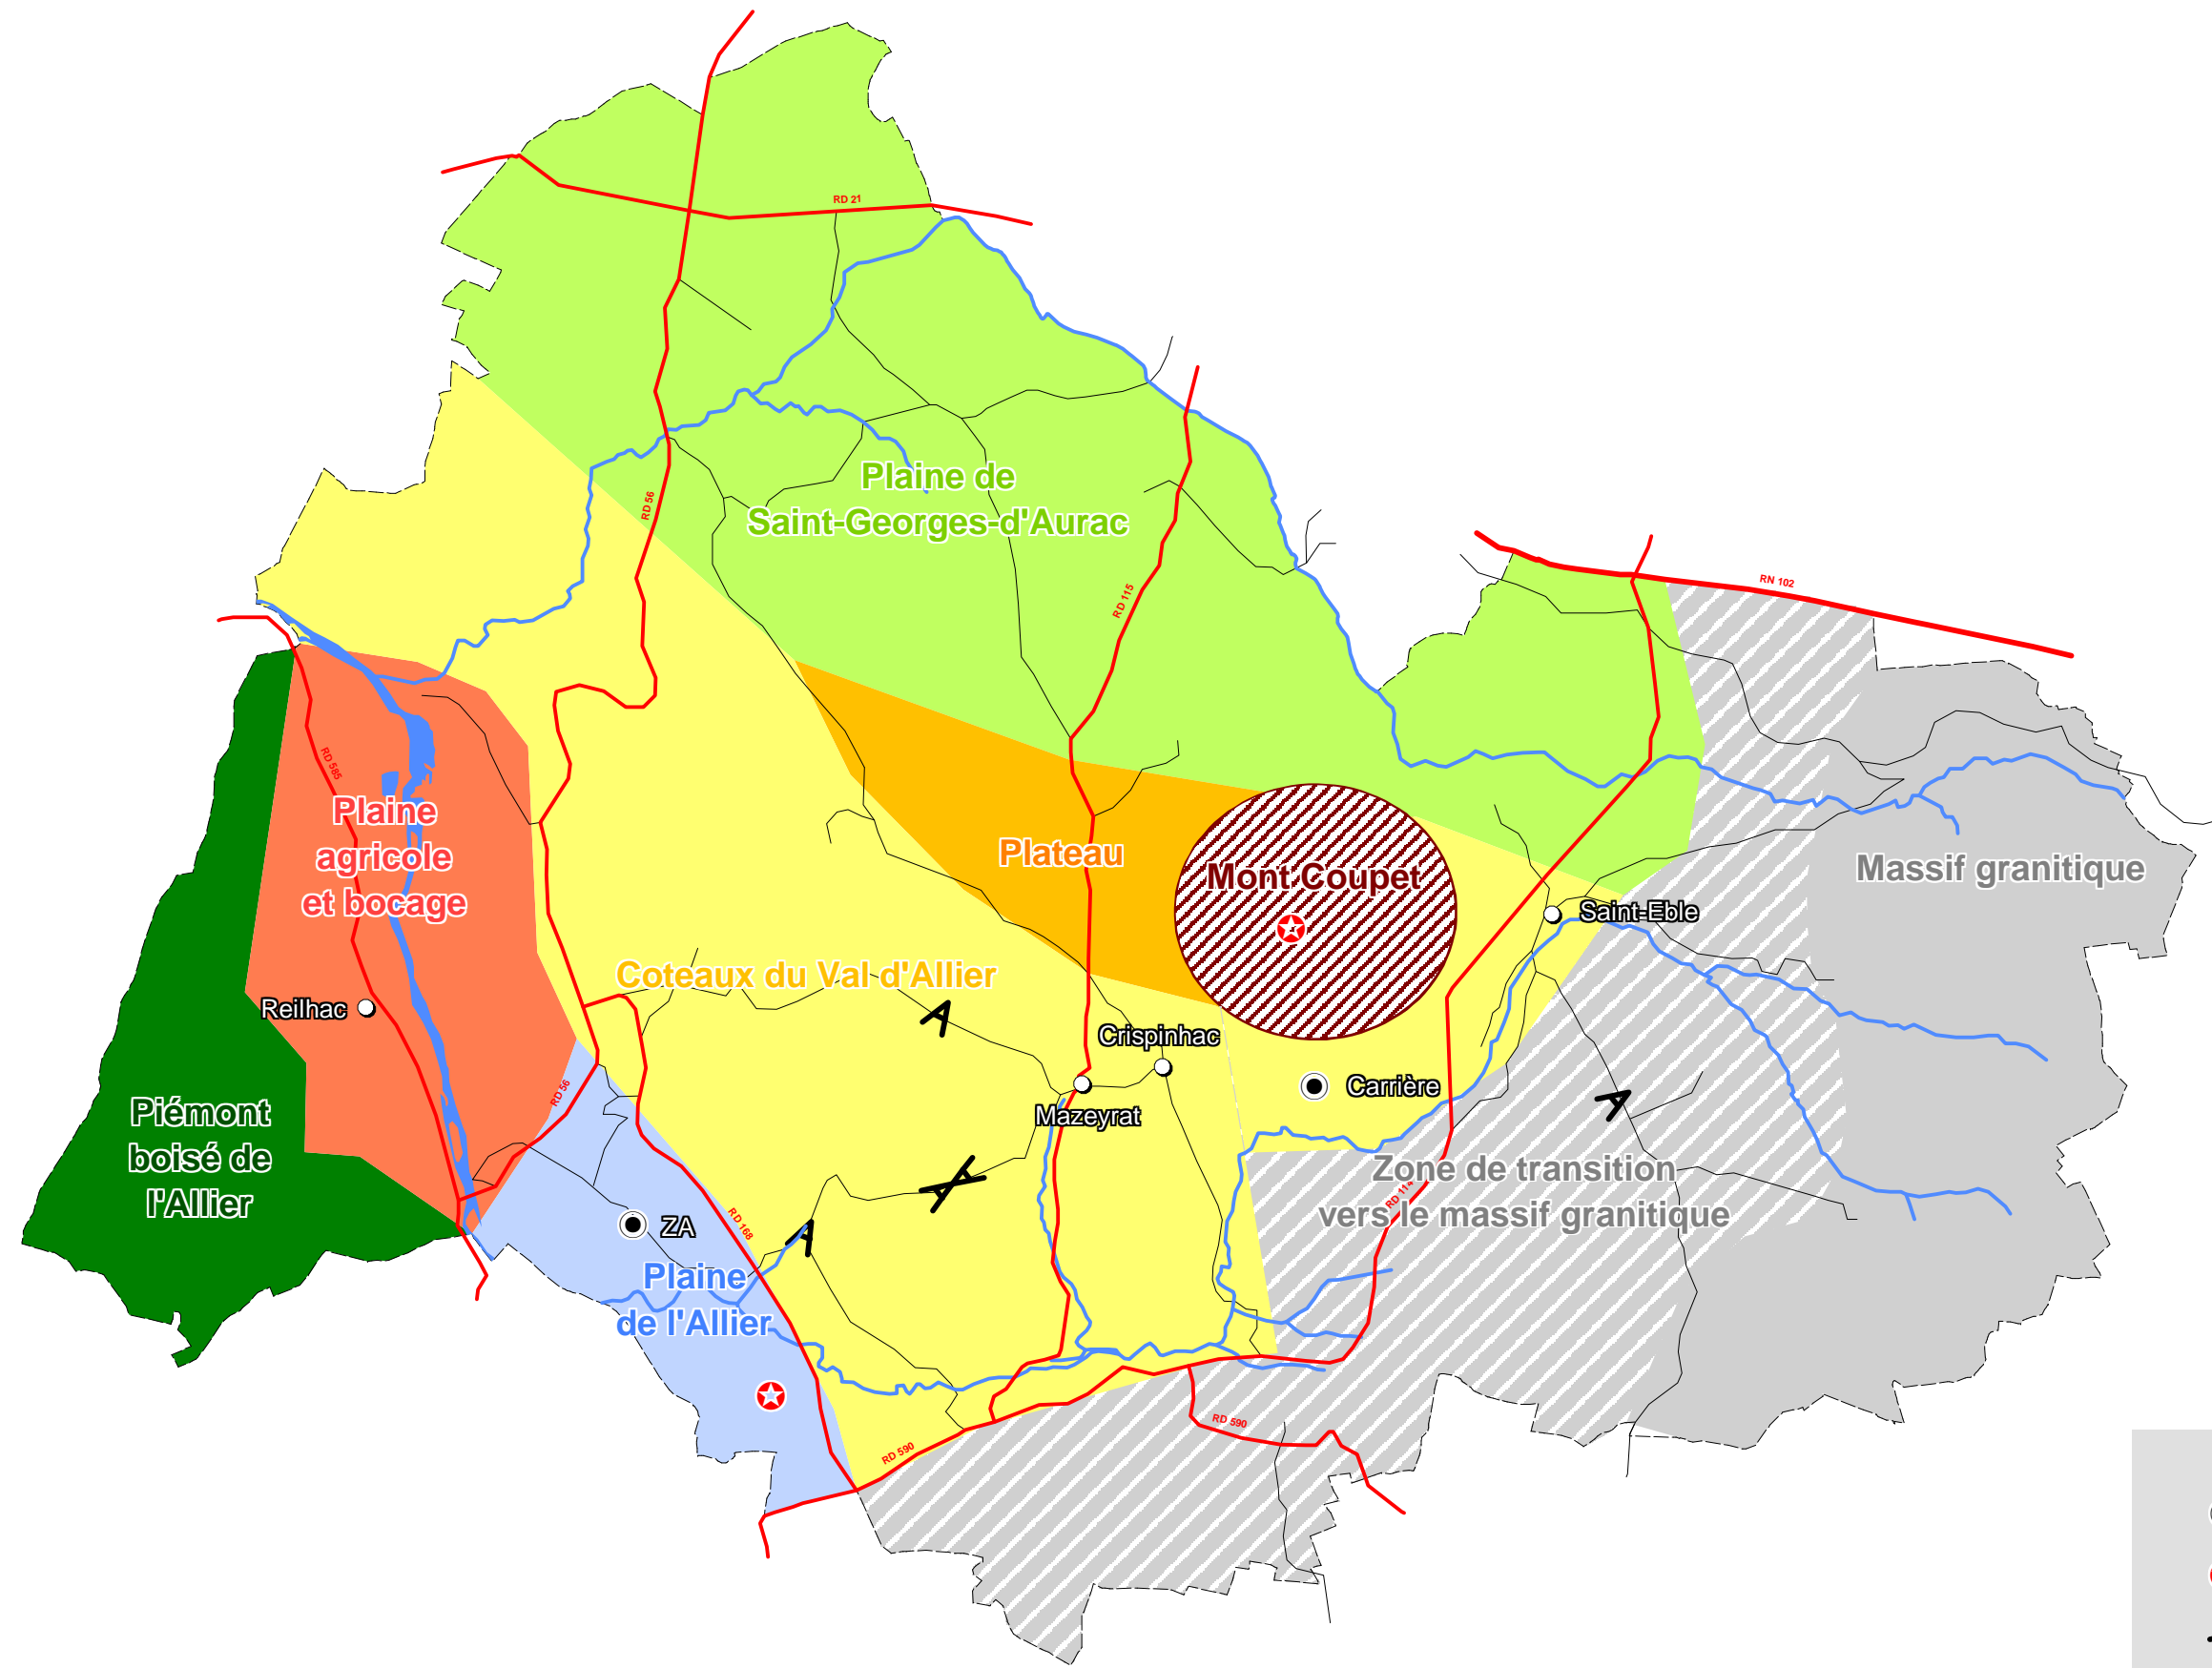 RD 21
Plaine de
Saint-Georges-d'Aurac
RD 56
RN 102
RD 115
RD 585
Plaine
agricole
et bocage
Plateau
Mont Coupet
Massif granitique
Saint-Eble
Coteaux du Val d'Allier
Reilhac
Crispinhac
Carrière
Mazeyrat
RD 56
Piémont
boisé de
l'Allier
Zone de transition
vers le massif granitique
RD 114
ZA
RD 168
Plaine
de l'Allier
RD 590
RD 590